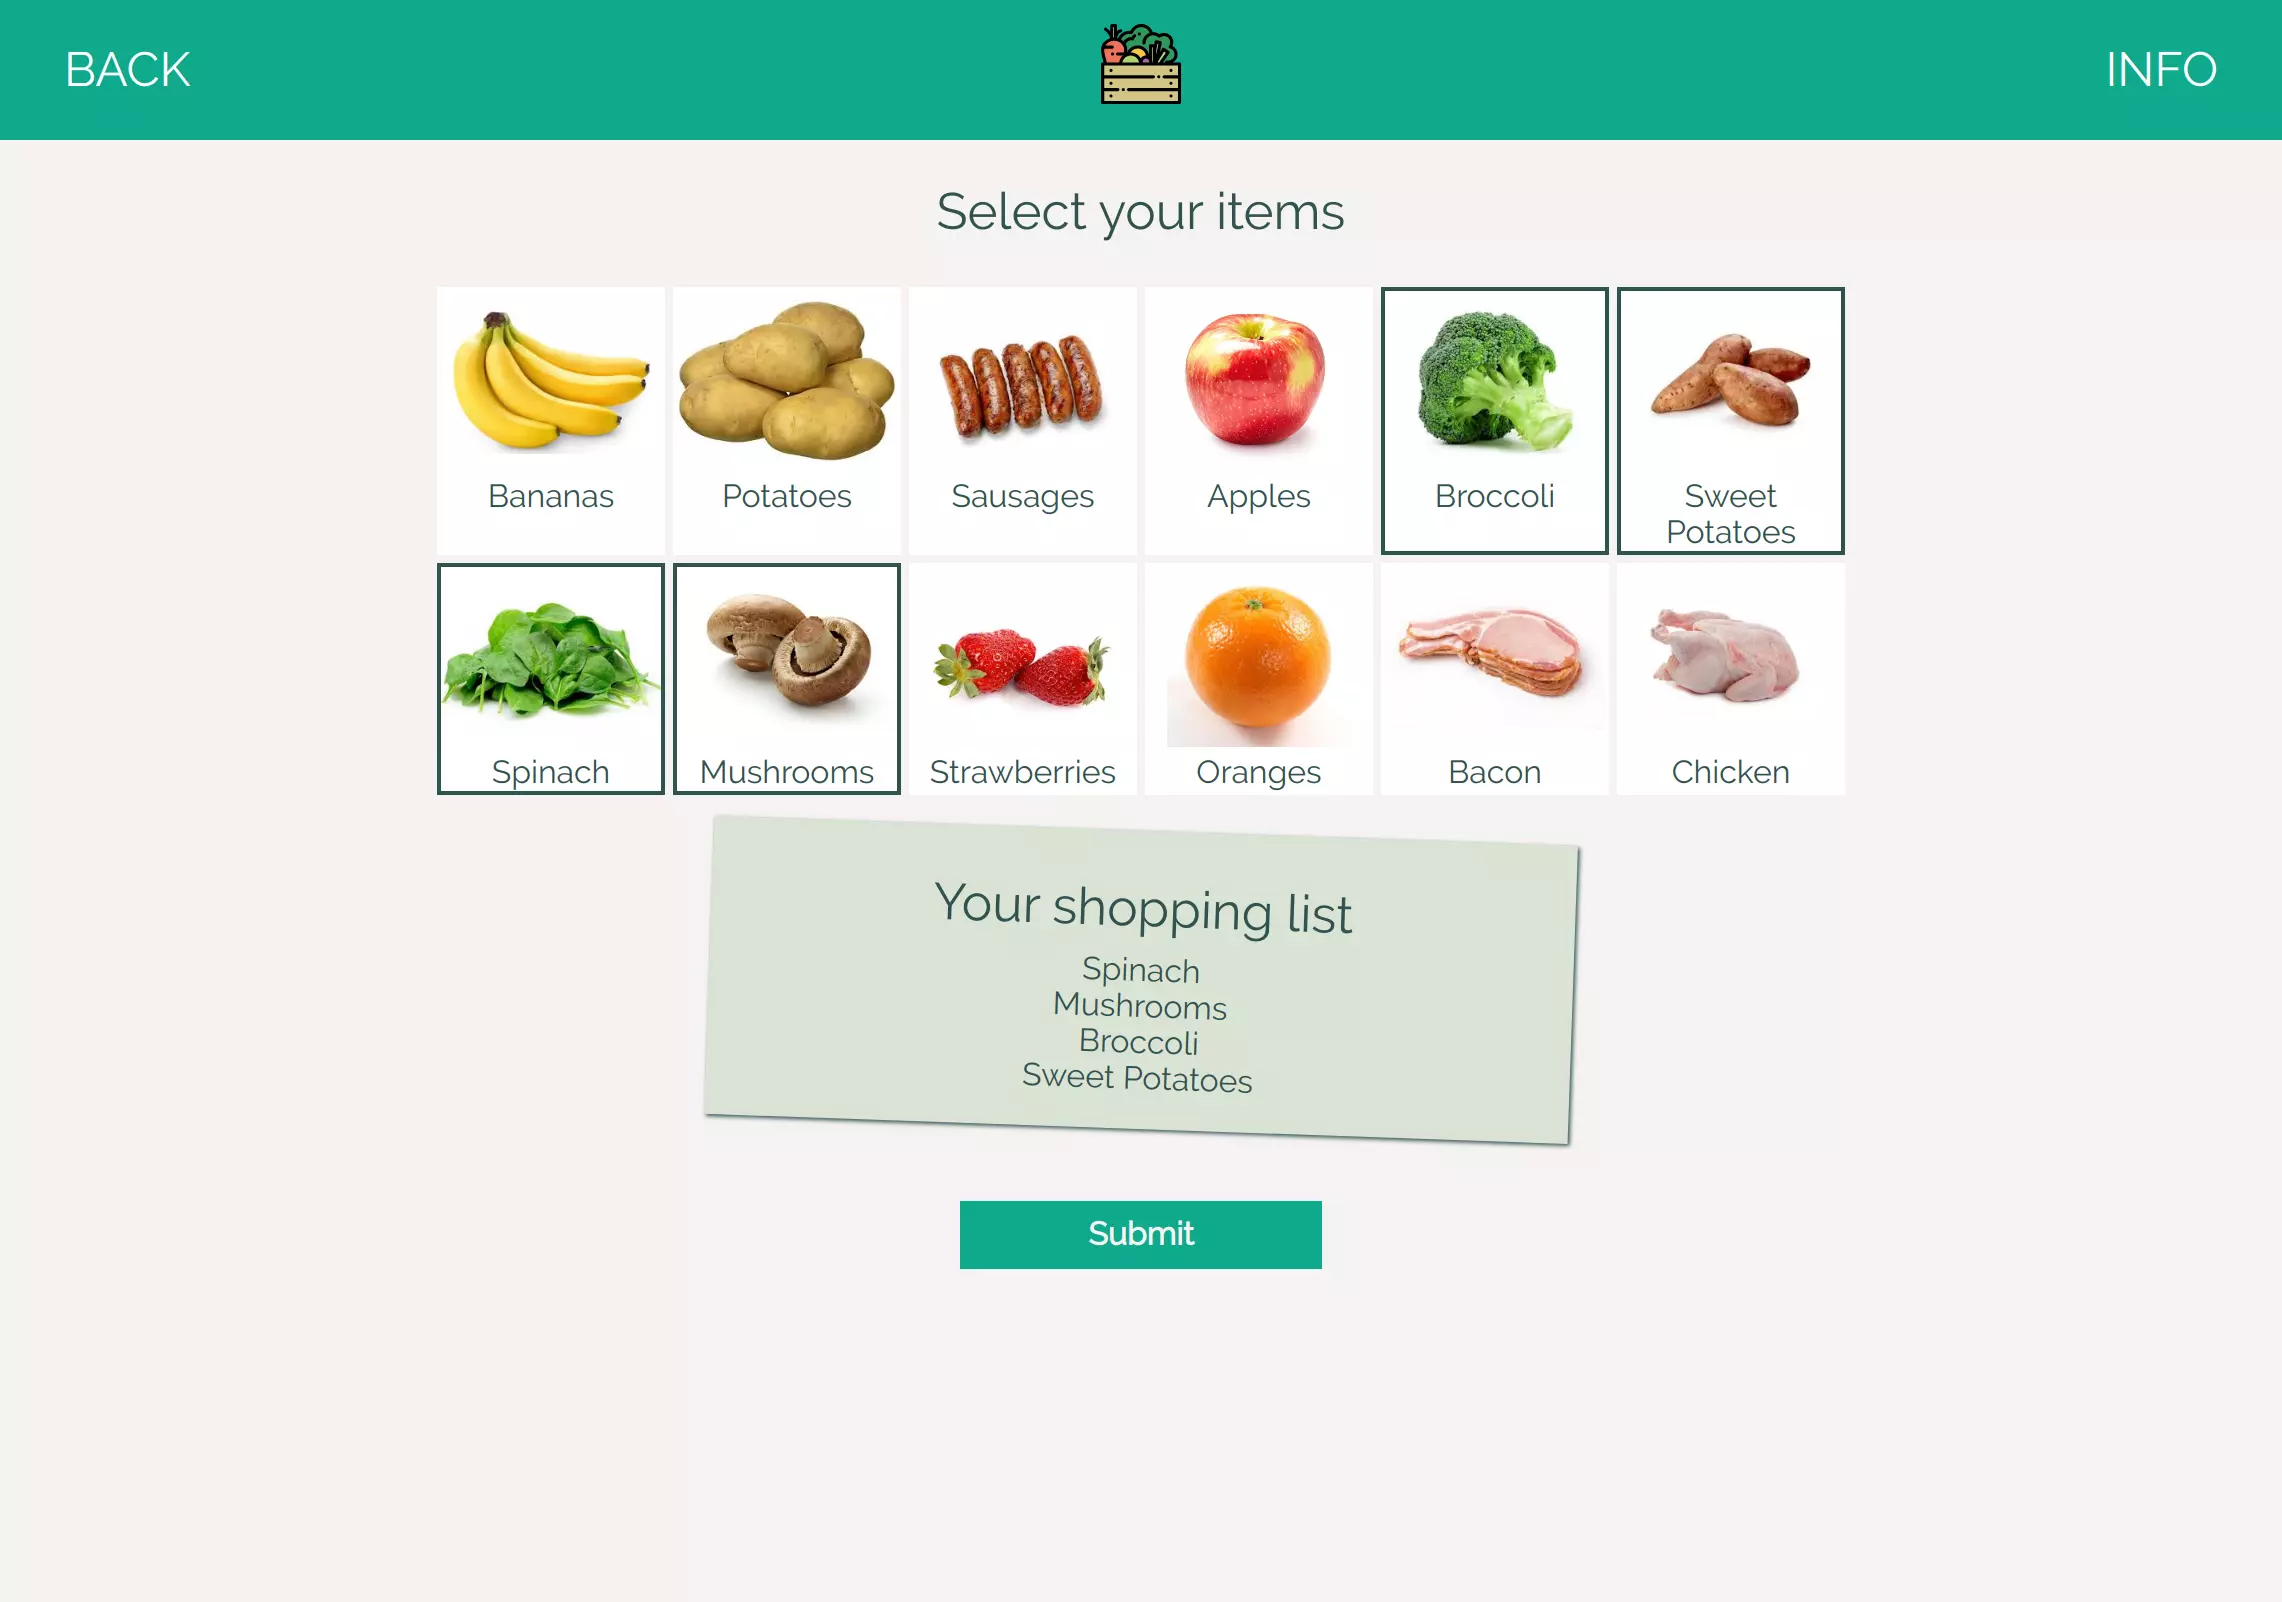 BACK
INFO
Select your items
Bananas
Potatoes
Sausages
Apples
Broccoli
Sweet
Potatoes
Spinach
Mushrooms
Strawberries
Oranges
Bacon
Chicken
Your shopping list
Spinach
Mushrooms
Broccoli
Sweet Potatoes
Submit